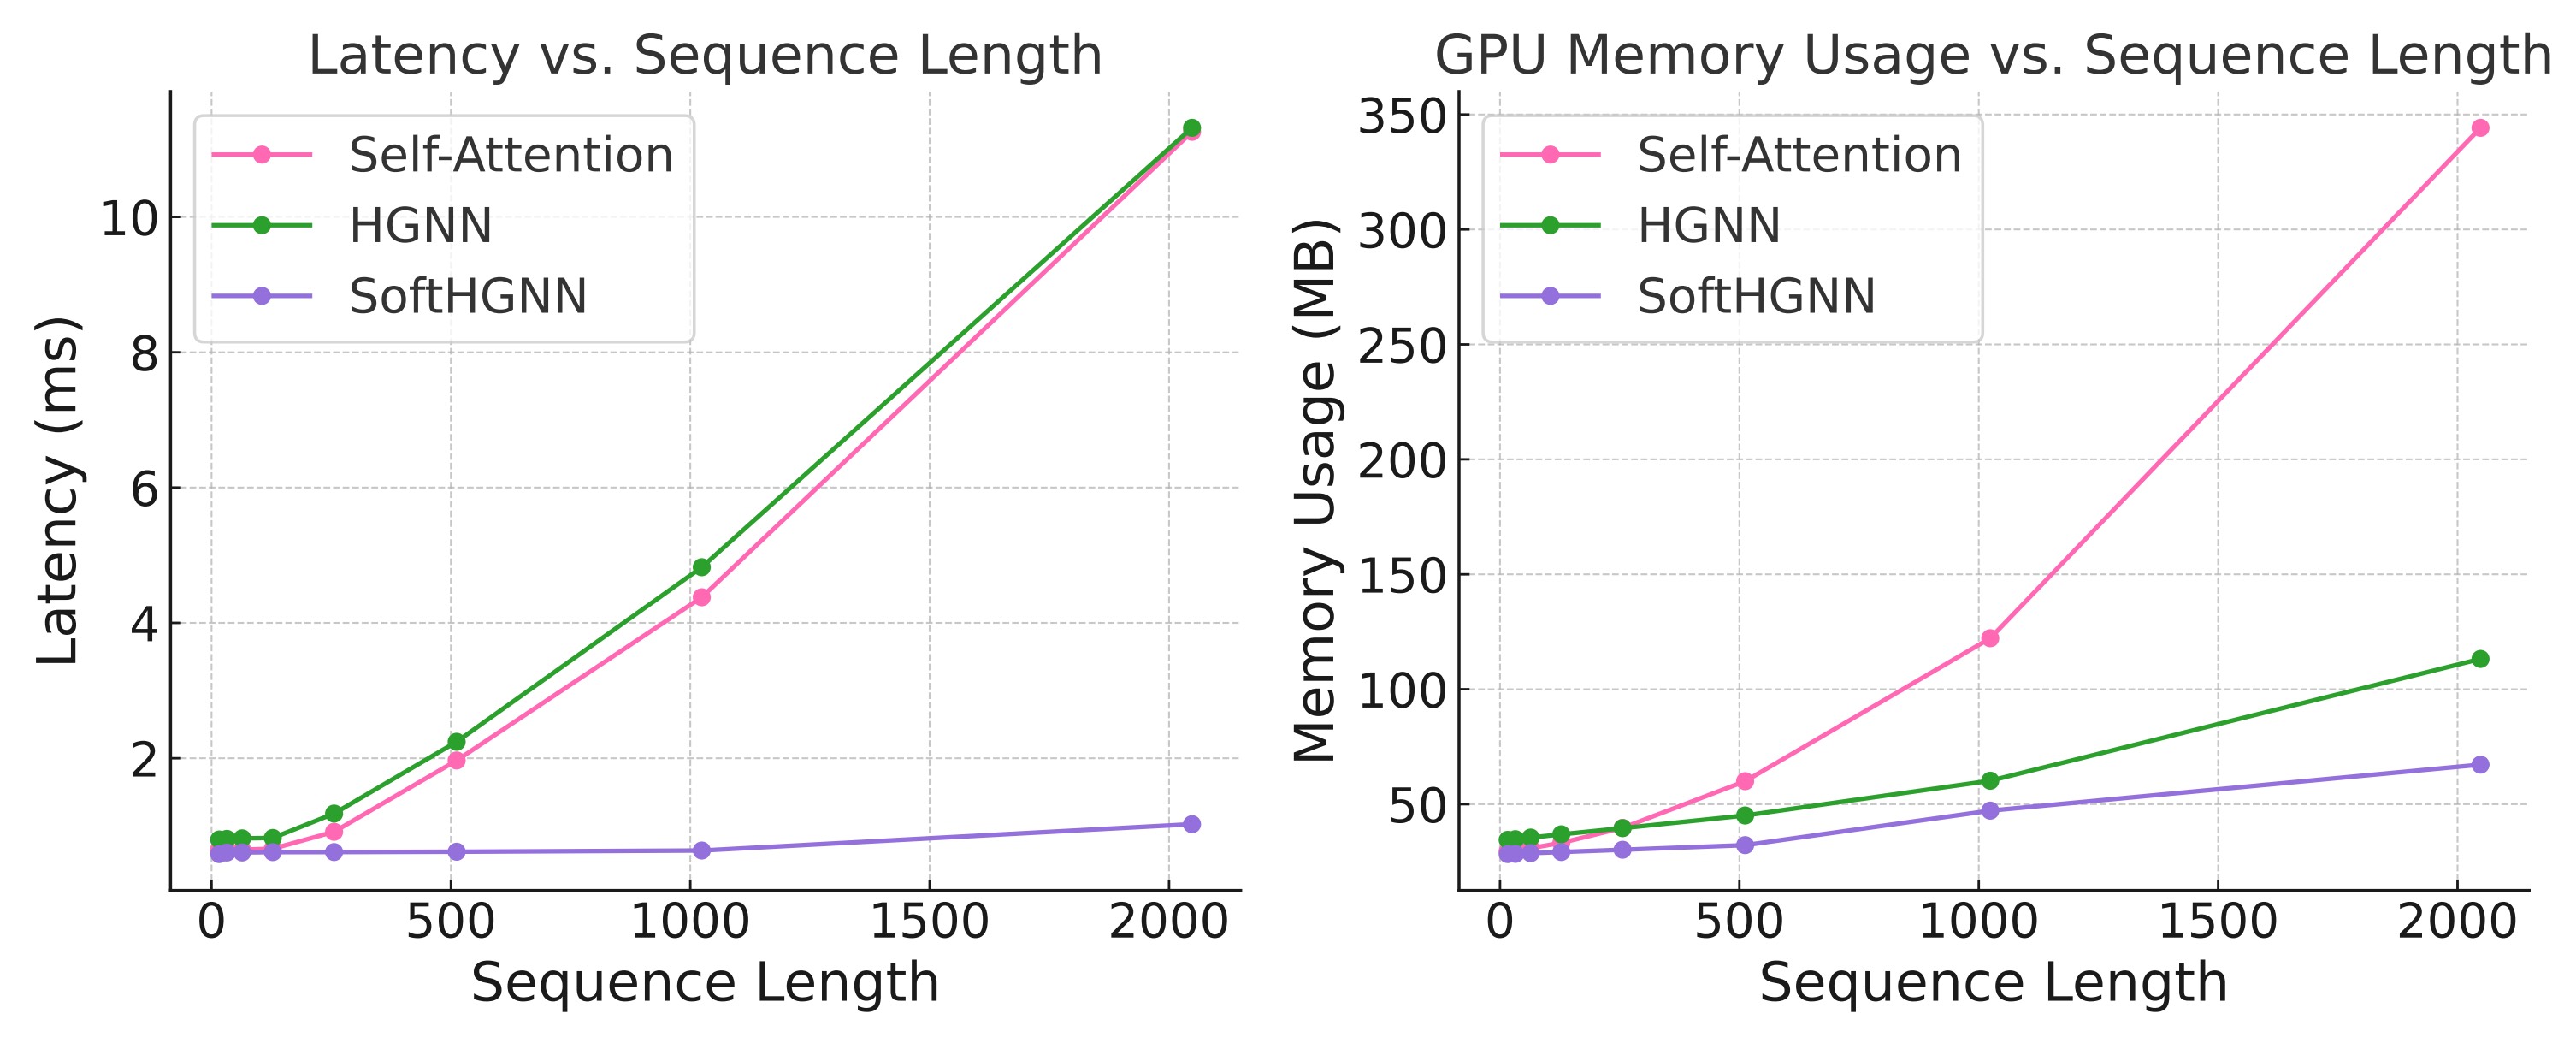 Latency vs. Sequence Length
Self-Attention
HGNN
SoftHGNN
10
8
6
4
2
Latency (ms)
0 500 1000 1500 2000
Sequence Length
GPU Memory Usage vs. Sequence Length
Self-Attention
HGNN
SoftHGNN
350
300
250
200
150
100
50
Memory Usage (MB)
0 500 1000 1500 2000
Sequence Length